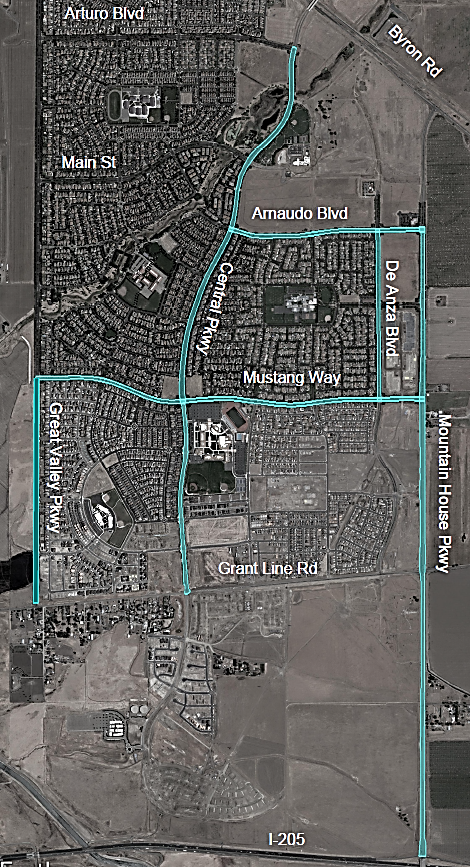 Arturo Blvd
Byron Rd
Main St
Arnaudo Blvd
Central Pkwy
De Anza Blvd
Mustang Way
Great Valley Pkwy
Mountain House Pkwy
Grant Line Rd
I-205